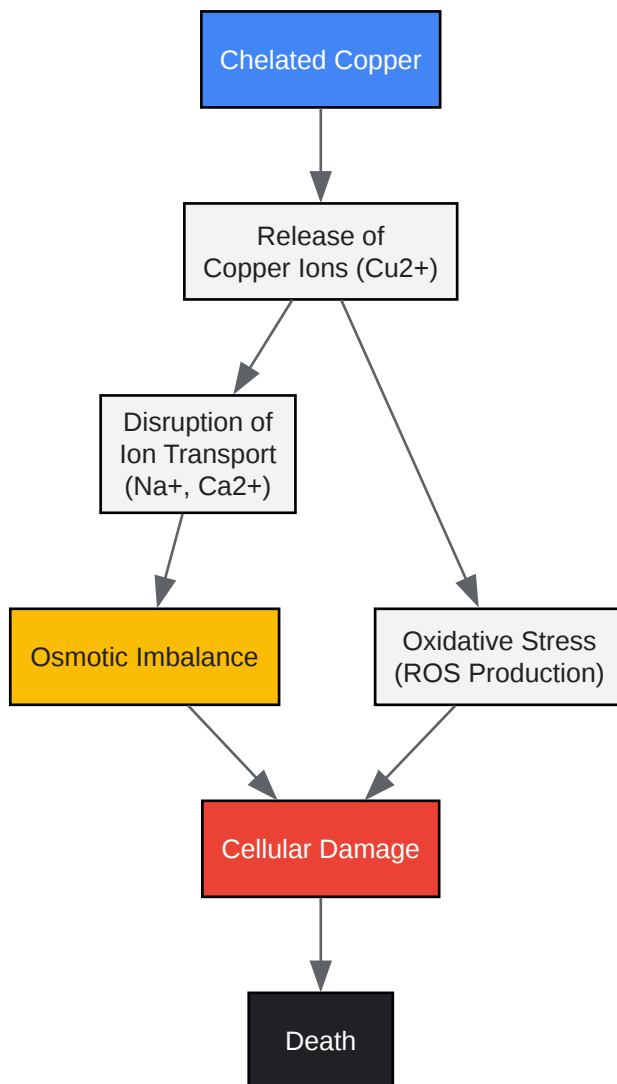 Chelated Copper
Release of
Copper Ions (Cu2+)
Disruption of
Ion Transport
(Na+, Ca2+)
Osmotic Imbalance
Oxidative Stress
(ROS Production)
Cellular Damage
Death